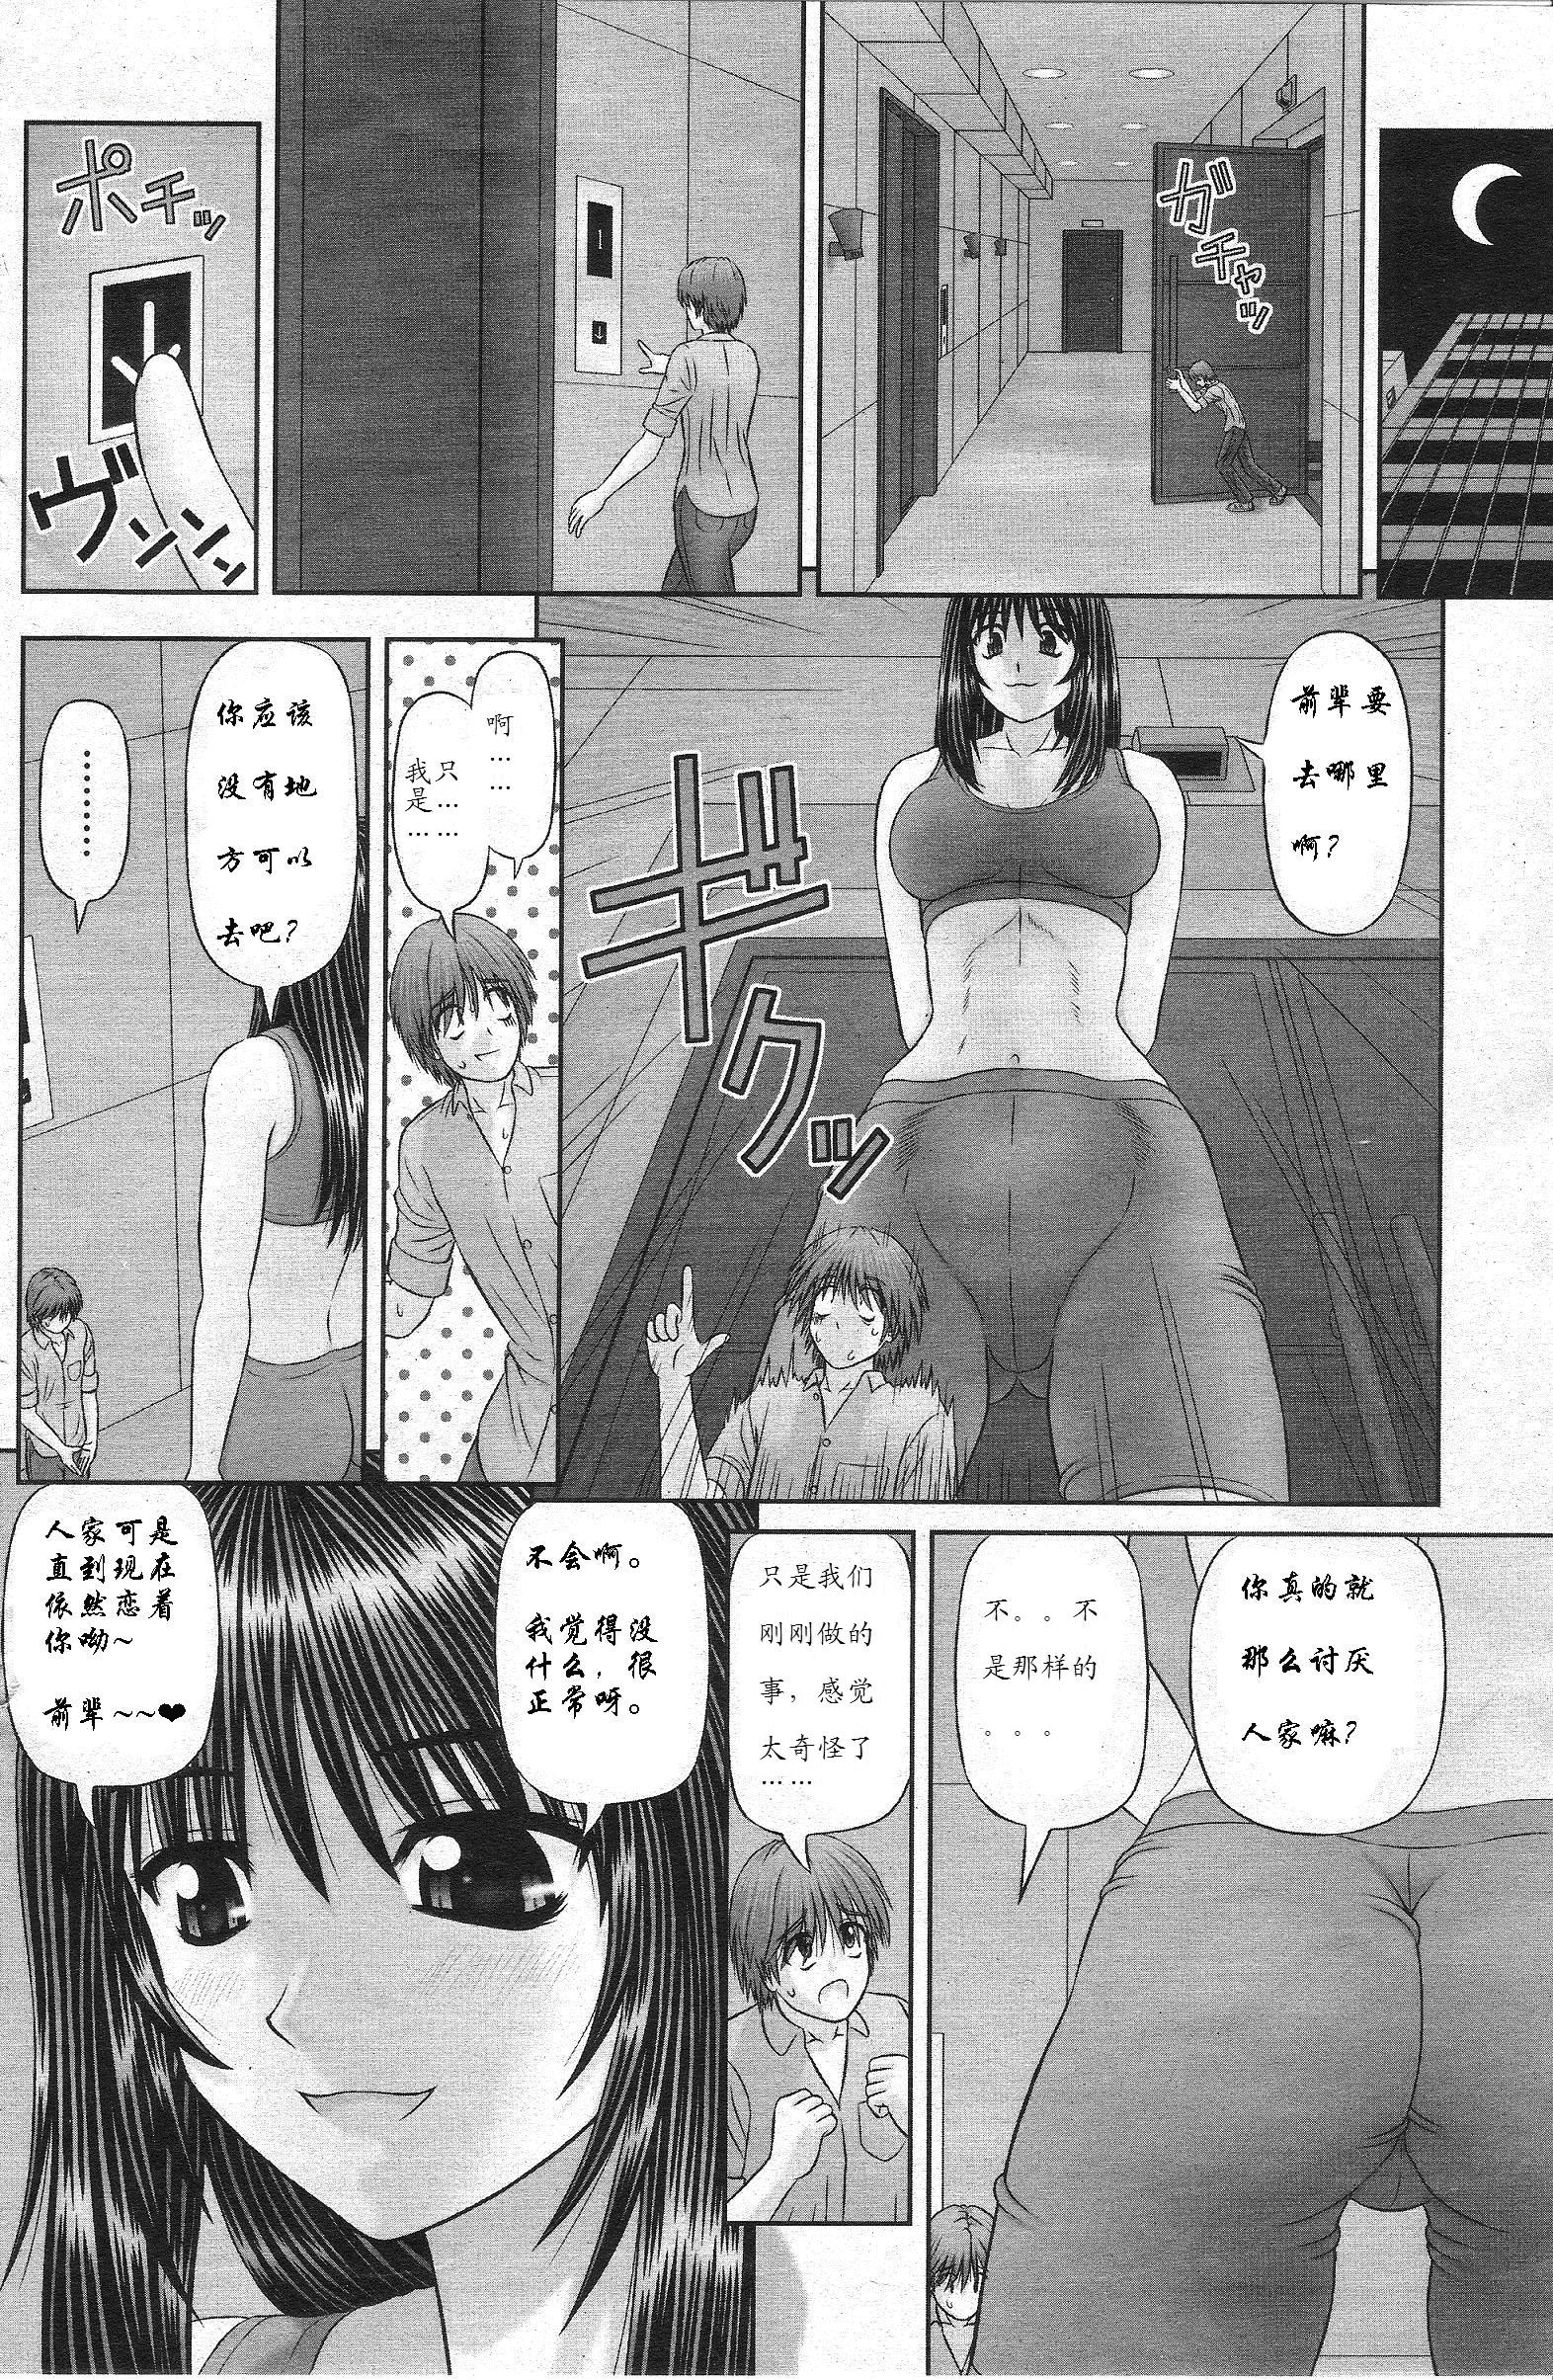 ガチャッ
1
ポチッ
ヴンンン
前辈要
去哪里
啊?
ギクッ
啊……
我只
是……
……
你应该
没有地
方可以
去吧?
………
你真的就
那么讨厌
人家嘛?
不。。不
是那样的
。。。
只是我们
刚刚做的
事,感觉
太奇怪了
……
不会啊。
我觉得没
什么,很
正常呀。
人家可是
直到现在
依然恋着
你呦~
前辈~~❤